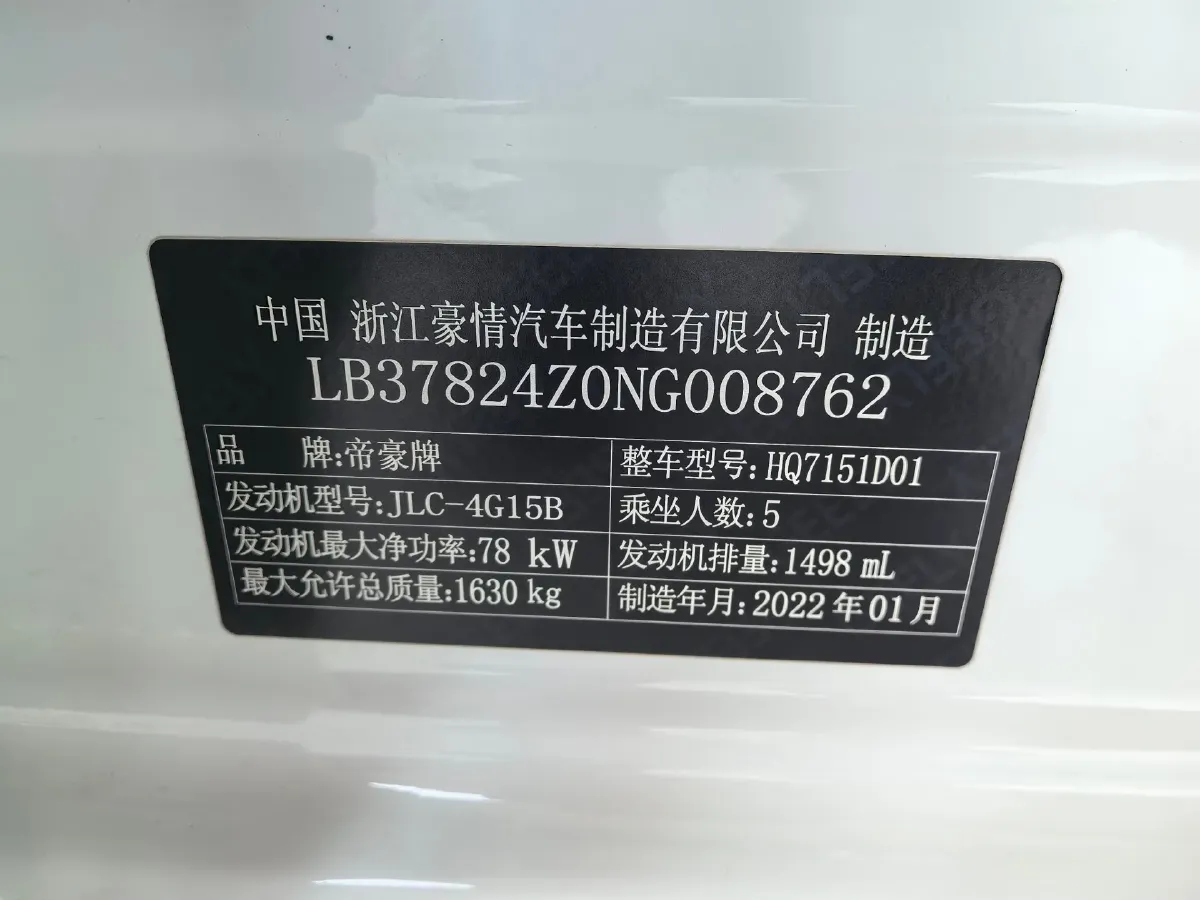 中国 浙江豪情汽车制造有限公司 制造
LB37824Z0NG008762
品 牌:帝豪牌 整车型号:HQ7151D01
发动机型号:JLC-4G15B 乘坐人数:5
发动机最大净功率:78 kW 发动机排量:1498 mL
最大允许总质量:1630 kg 制造年月:2022年01月